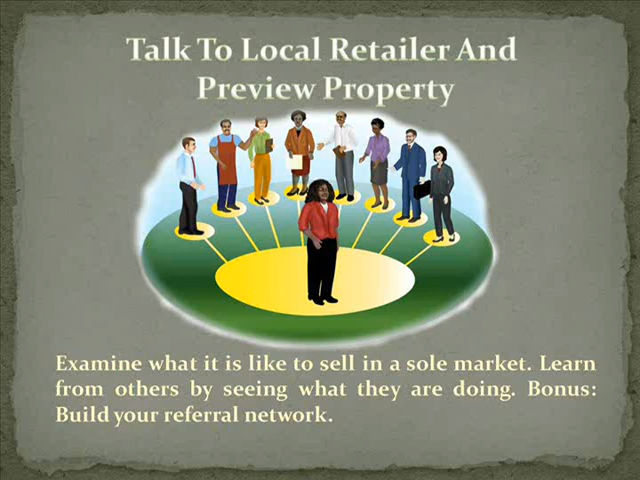 Talk To Local Retailer And
Preview Property
Examine what it is like to sell in a sole market. Learn
from others by seeing what they are doing. Bonus:
Build your referral network.